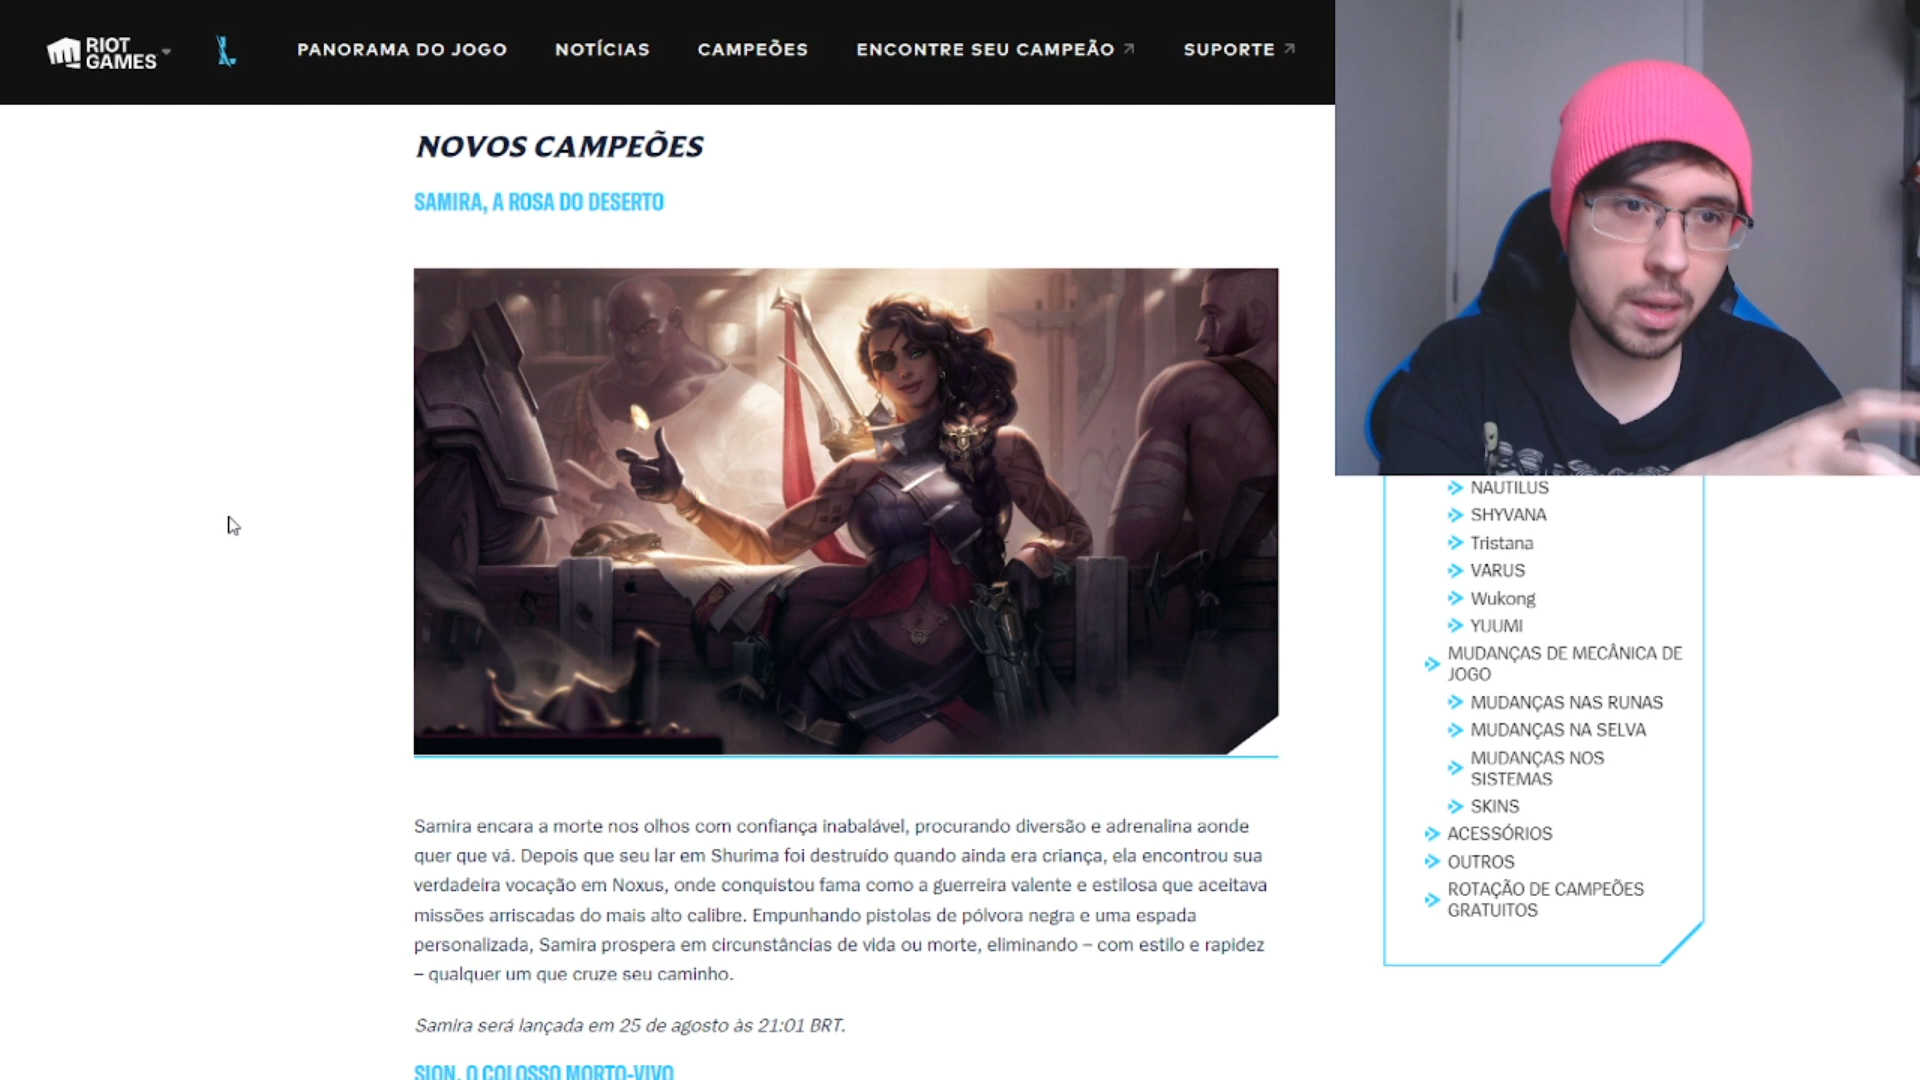 RIOT
GAMES
PANORAMA DO JOGO
NOTÍCIAS
CAMPEÕES
ENCONTRE SEU CAMPEÃO
SUPORTE
NOVOS CAMPEÕES
SAMIRA, A ROSA DO DESERTO
Samira encara a morte nos olhos com confiança inabalável, procurando diversão e adrenalina aonde
quer que vá. Depois que seu lar em Shurima foi destruído quando ainda era criança, ela encontrou sua
verdadeira vocação em Noxus, onde conquistou fama como a guerreira valente e estilosa que aceitava
missões arriscadas do mais alto calibre. Empunhando pistolas de pólvora negra e uma espada
personalizada, Samira prospera em circunstâncias de vida ou morte, eliminando – com estilo e rapidez
– qualquer um que cruze seu caminho.
Samira será lançada em 25 de agosto às 21:01 BRT.
SION, O COLOSSO MORTO-VIVO
NAUTILUS
SHYVANA
Tristana
VARUS
Wukong
YUUMI
MUDANÇAS DE MECÂNICA DE
JOGO
MUDANÇAS NAS RUNAS
MUDANÇAS NA SELVA
MUDANÇAS NOS
SISTEMAS
SKINS
ACESSÓRIOS
OUTROS
ROTAÇÃO DE CAMPEÕES
GRATUITOS